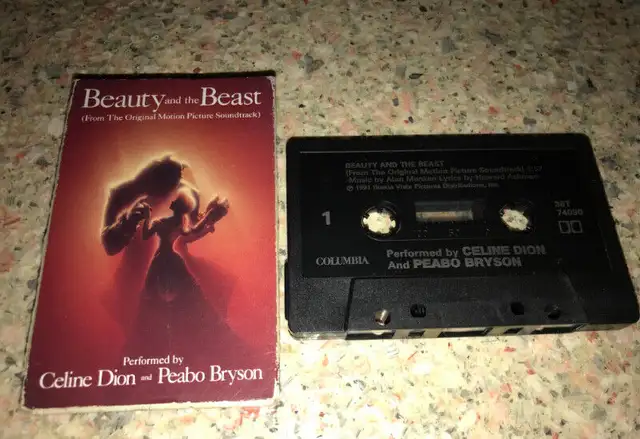 Beauty and the Beast
(From The Original Motion Picture Soundtrack)
Performed by
Celine Dion and Peabo Bryson
BEAUTY AND THE BEAST
(From The Original Motion Picture Soundtrack)
Music by Alan Menken Lyrics by Howard Ashman
© 1991 Buena Vista Pictures Distribution, Inc.
1
38T
COLUMBIA
Performed by CELINE DION
And PEABO BRYSON